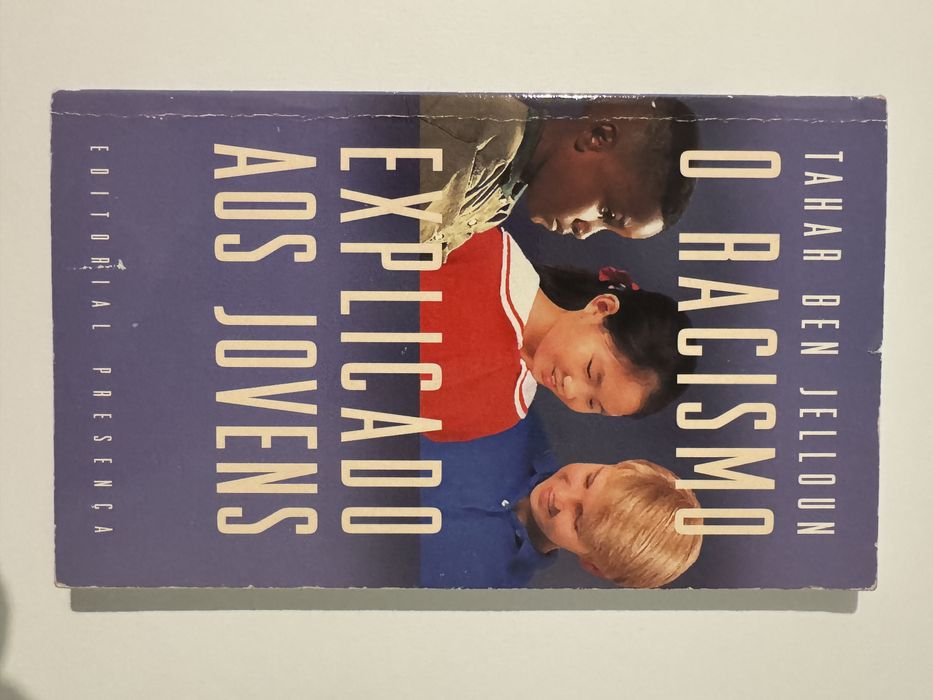 TAHAR BEN JELLOUN
O RACISMO
EXPLICADO
AOS JOVENS
EDITORIAL PRESENÇA